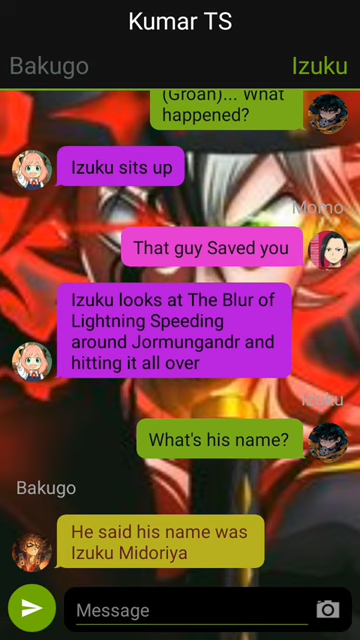 Kumar TS
Bakugo
Izuku
(Groan)... What
happened?
Izuku sits up
Momo
That guy Saved you
Izuku looks at The Blur of
Lightning Speeding
around Jormungandr and
hitting it all over
Izuku
What's his name?
Bakugo
He said his name was
Izuku Midoriya
Message